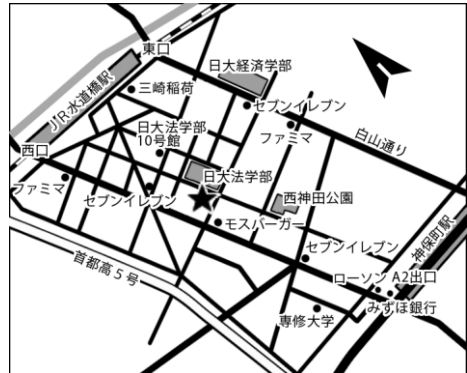 東口
日大経済学部
JR水道橋駅
三崎稲荷
セブンイレブン
日大法学部
10号館
ファミマ
白山通り
西口
日大法学部
ファミマ
セブンイレブン
西神田公園
モスバーガー
セブンイレブン
神保町駅
首都高5号
ローソン
A2出口
みずほ銀行
専修大学